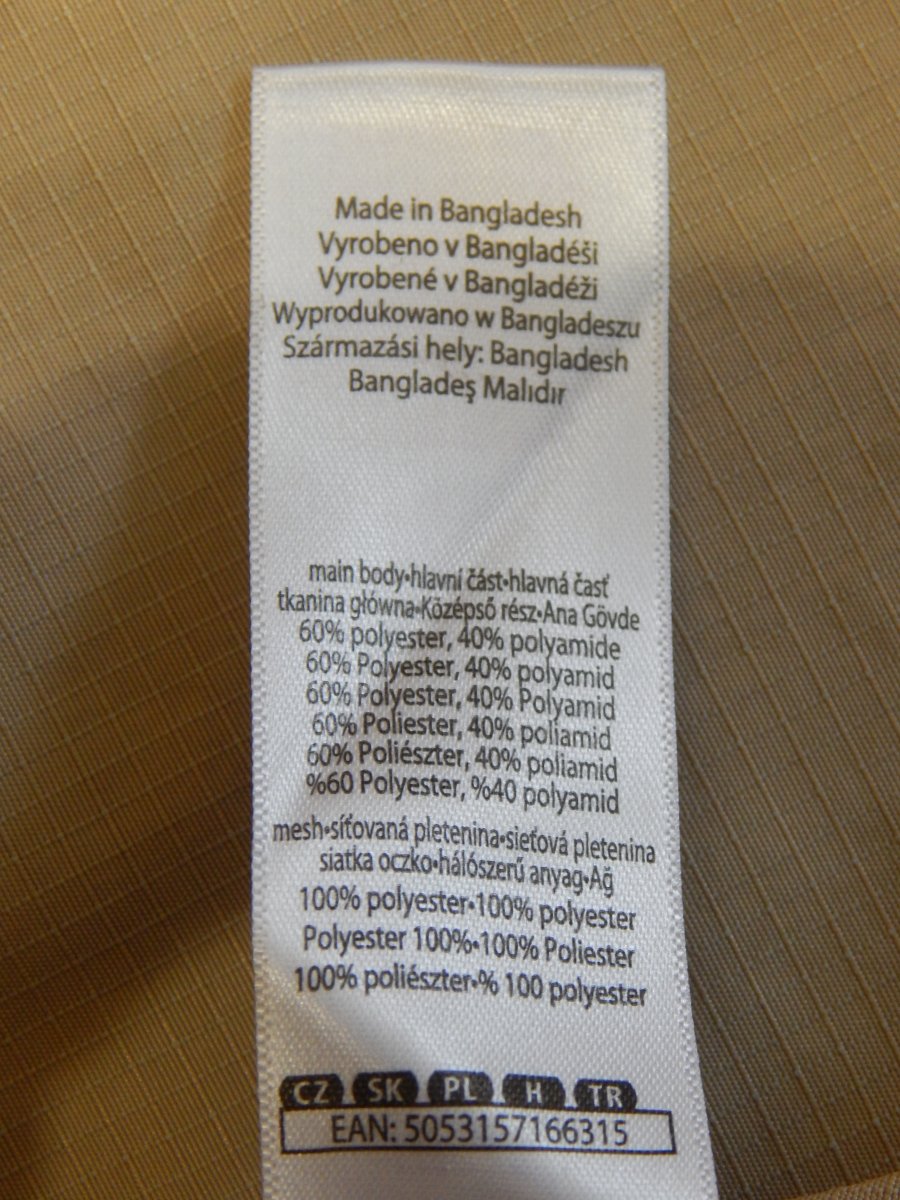 Made in Bangladesh
Vyrobeno v Bangladéši
Vyrobené v Bangladéži
Wyprodukowano w Bangladeszu
Származási hely: Bangladesh
Bangladeş Malıdır
main body•hlavní část•hlavná časť
tkanina główna•Középső rész•Ana Gövde
60% polyester, 40% polyamide
60% Polyester, 40% polyamid
60% Polyester, 40% Polyamid
60% Poliester, 40% poliamid
60% Poliészter, 40% poliamid
%60 Polyester, %40 polyamid
mesh•síťovaná pletenina•sieťová pletenina
siatka oczko•hálószerű anyag•Ağ
100% polyester•100% polyester
Polyester 100%•100% Poliester
100% poliészter•% 100 polyester
CZ SK PL H TR
EAN: 5053157166315